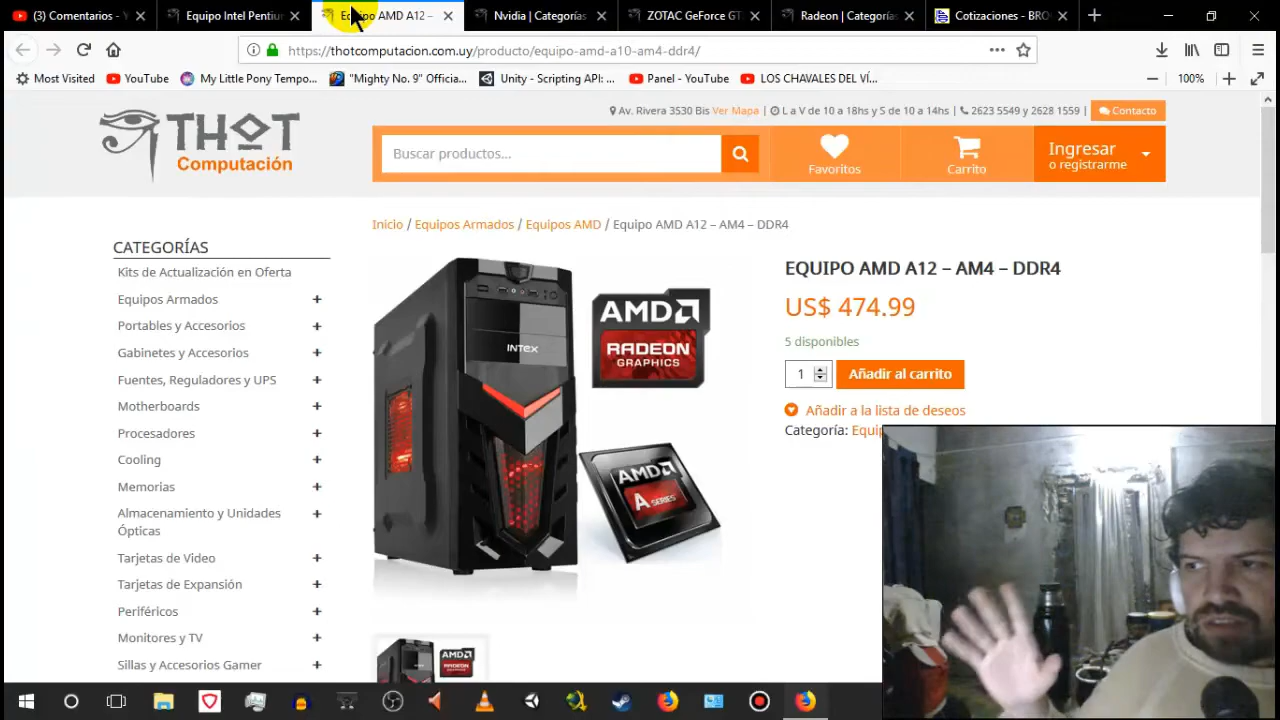 (3) Comentarios - Y
Equipo Intel Pentiu
Equipo AMD A12 –
Nvidia | Categorías
ZOTAC GeForce GT
Radeon | Categorías
Cotizaciones - BRO
https://thotcomputacion.com.uy/producto/equipo-amd-a10-am4-ddr4/
Most Visited
YouTube
My Little Pony Tempo...
"Mighty No. 9" Officia...
Unity - Scripting API: ...
Panel - YouTube
LOS CHAVALES DEL VÍ...
100%
THOT
Computación
Av. Rivera 3530 Bis Ver Mapa | L a V de 10 a 18hs y S de 10 a 14hs | 2623 5549 y 2628 1559 | Contacto
Buscar productos...
Favoritos
Carrito
Ingresar
o registrarme
Inicio / Equipos Armados / Equipos AMD / Equipo AMD A12 – AM4 – DDR4
CATEGORÍAS
Kits de Actualización en Oferta
Equipos Armados +
Portables y Accesorios +
Gabinetes y Accesorios +
Fuentes, Reguladores y UPS +
Motherboards +
Procesadores +
Cooling +
Memorias +
Almacenamiento y Unidades +
Ópticas
Tarjetas de Video +
Tarjetas de Expansión +
Periféricos +
Monitores y TV +
Sillas y Accesorios Gamer +
INTEX
AMD
RADEON
GRAPHICS
AMD
A SERIES
AMD
RADEON
EQUIPO AMD A12 – AM4 – DDR4
US$ 474.99
5 disponibles
1
Añadir al carrito
Añadir a la lista de deseos
Categoría: Equip